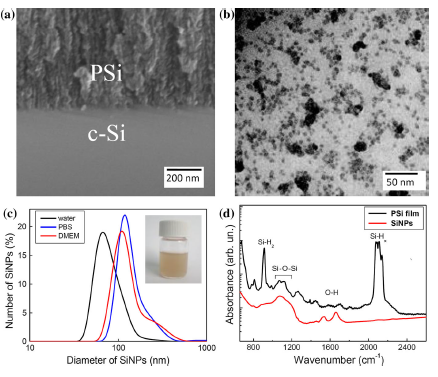 (a)
PSi
c-Si
200 nm
(b)
50 nm
(c)
water
PBS
DMEM
Number of SiNPs (%)
20
15
10
5
0
10 100 1000
Diameter of SiNPs (nm)
(d)
PSi film
SiNPs
Si-H₂
Si-O-Si
O-H
Si-H
Absorbance (arb. un.)
800 1200 1600 2000 2400
Wavenumber (cm⁻¹)